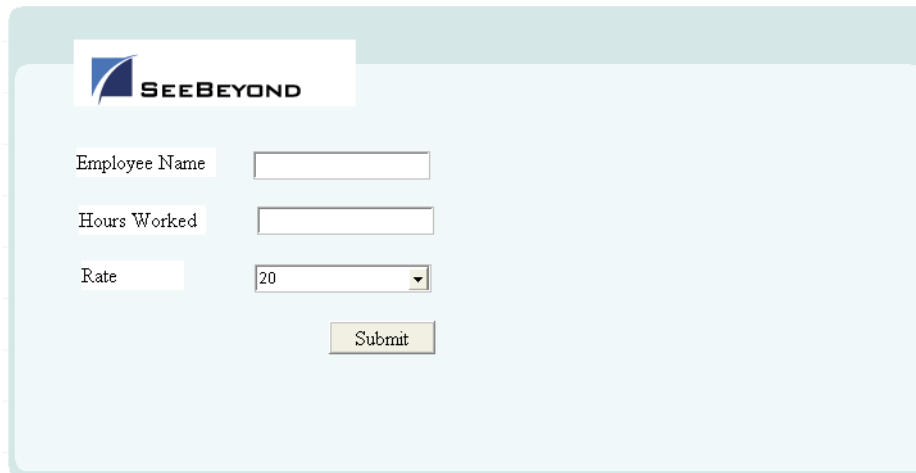 SEEBEYOND
Employee Name
Hours Worked
Rate 20
Submit